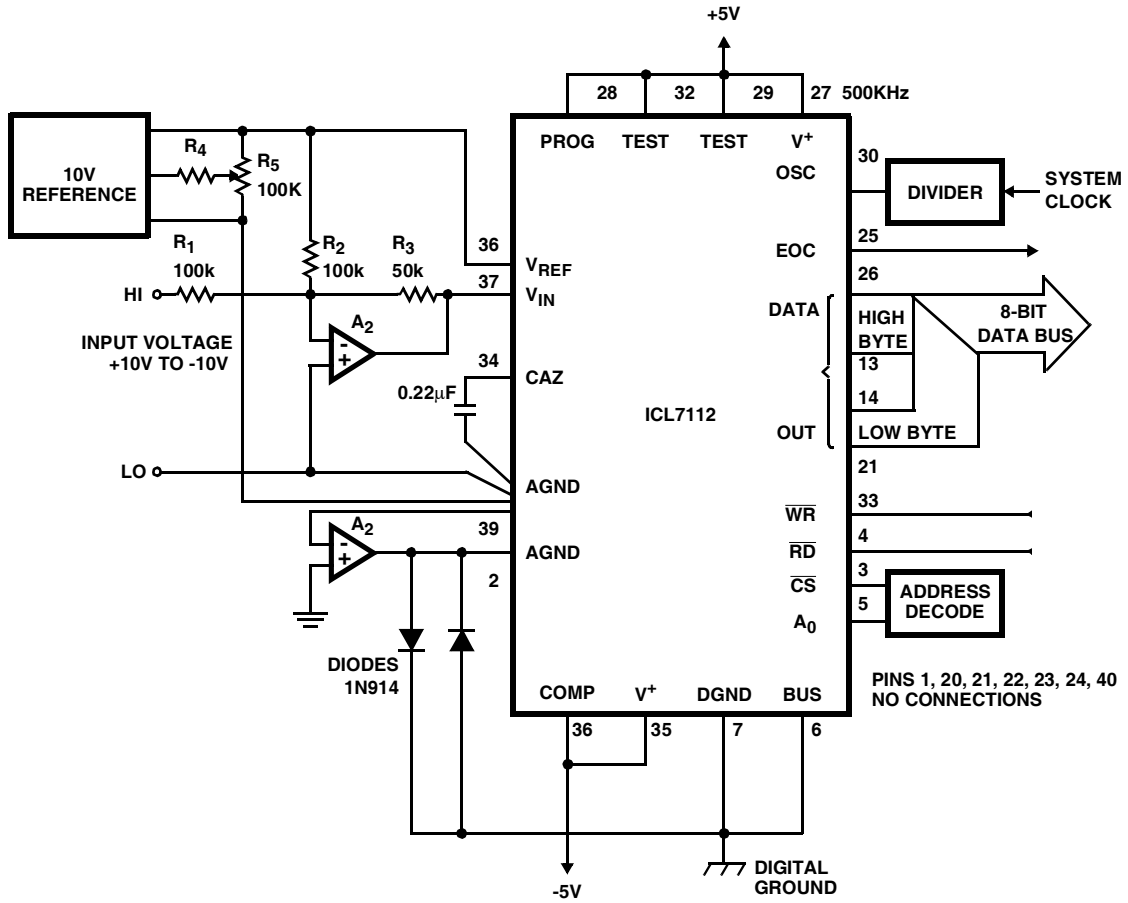 +5V
28
32
29
27 500KHz
PROG
TEST
TEST
V+
10V
REFERENCE
R4
R5
100K
OSC
30
DIVIDER
SYSTEM
CLOCK
EOC
25
R1
100k
R2
100k
R3
50k
36
VREF
37
VIN
HI
A2
-
+
INPUT VOLTAGE
+10V TO -10V
26
DATA
HIGH
BYTE
13
8-BIT
DATA BUS
34
CAZ
0.22μF
14
ICL7112
OUT
LOW BYTE
21
LO
AGND
A2
-
+
39
AGND
2
WR
33
RD
4
CS
3
A0
5
ADDRESS
DECODE
DIODES
1N914
COMP
V+
DGND
BUS
36
35
7
6
PINS 1, 20, 21, 22, 23, 24, 40
NO CONNECTIONS
-5V
DIGITAL
GROUND